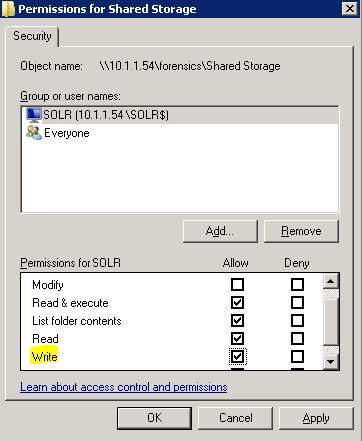 Permissions for Shared Storage
Security
Object name: \\10.1.1.54\forensics\Shared Storage
Group or user names:
SOLR (10.1.1.54\SOLR$)
Everyone
Add... Remove
Permissions for SOLR Allow Deny
Modify
Read & execute
List folder contents
Read
Write
Learn about access control and permissions
OK Cancel Apply